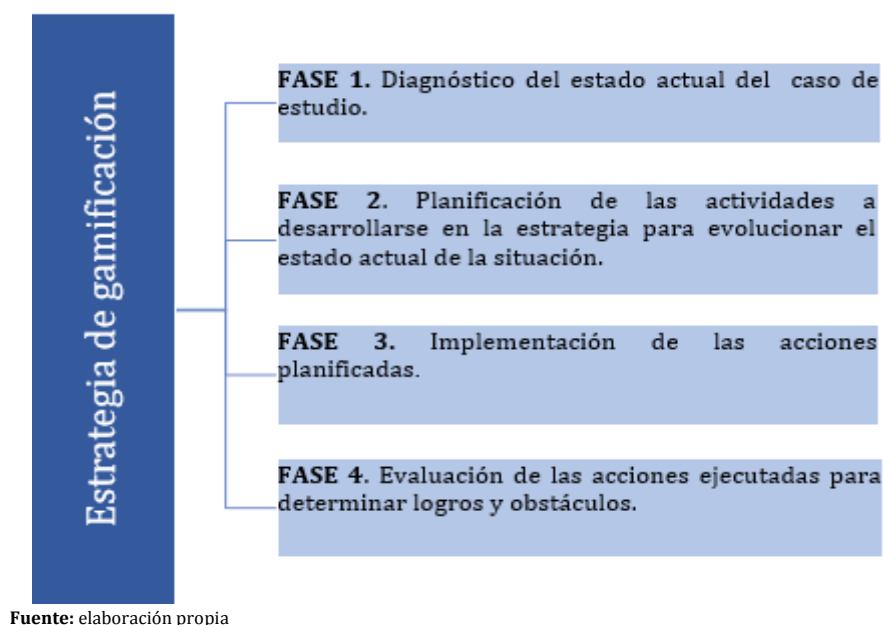 Estrategia de gamificación
FASE 1. Diagnóstico del estado actual del caso de
estudio.
FASE 2. Planificación de las actividades a
desarrollarse en la estrategia para evolucionar el
estado actual de la situación.
FASE 3. Implementación de las acciones
planificadas.
FASE 4. Evaluación de las acciones ejecutadas para
determinar logros y obstáculos.
Fuente: elaboración propia